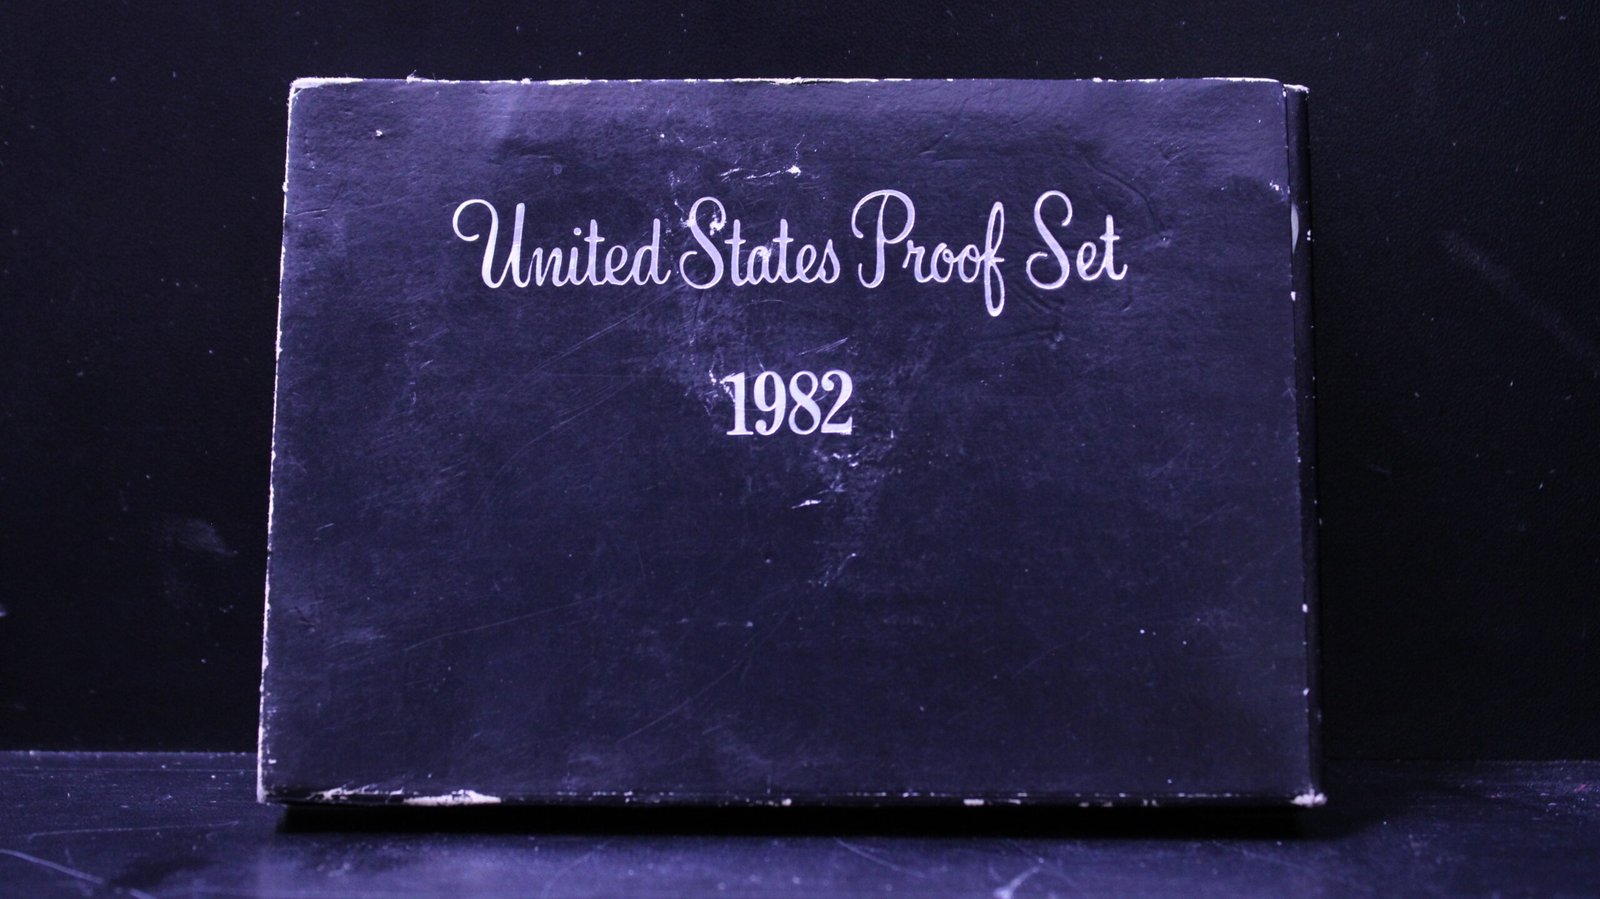 United States Proof Set
1982